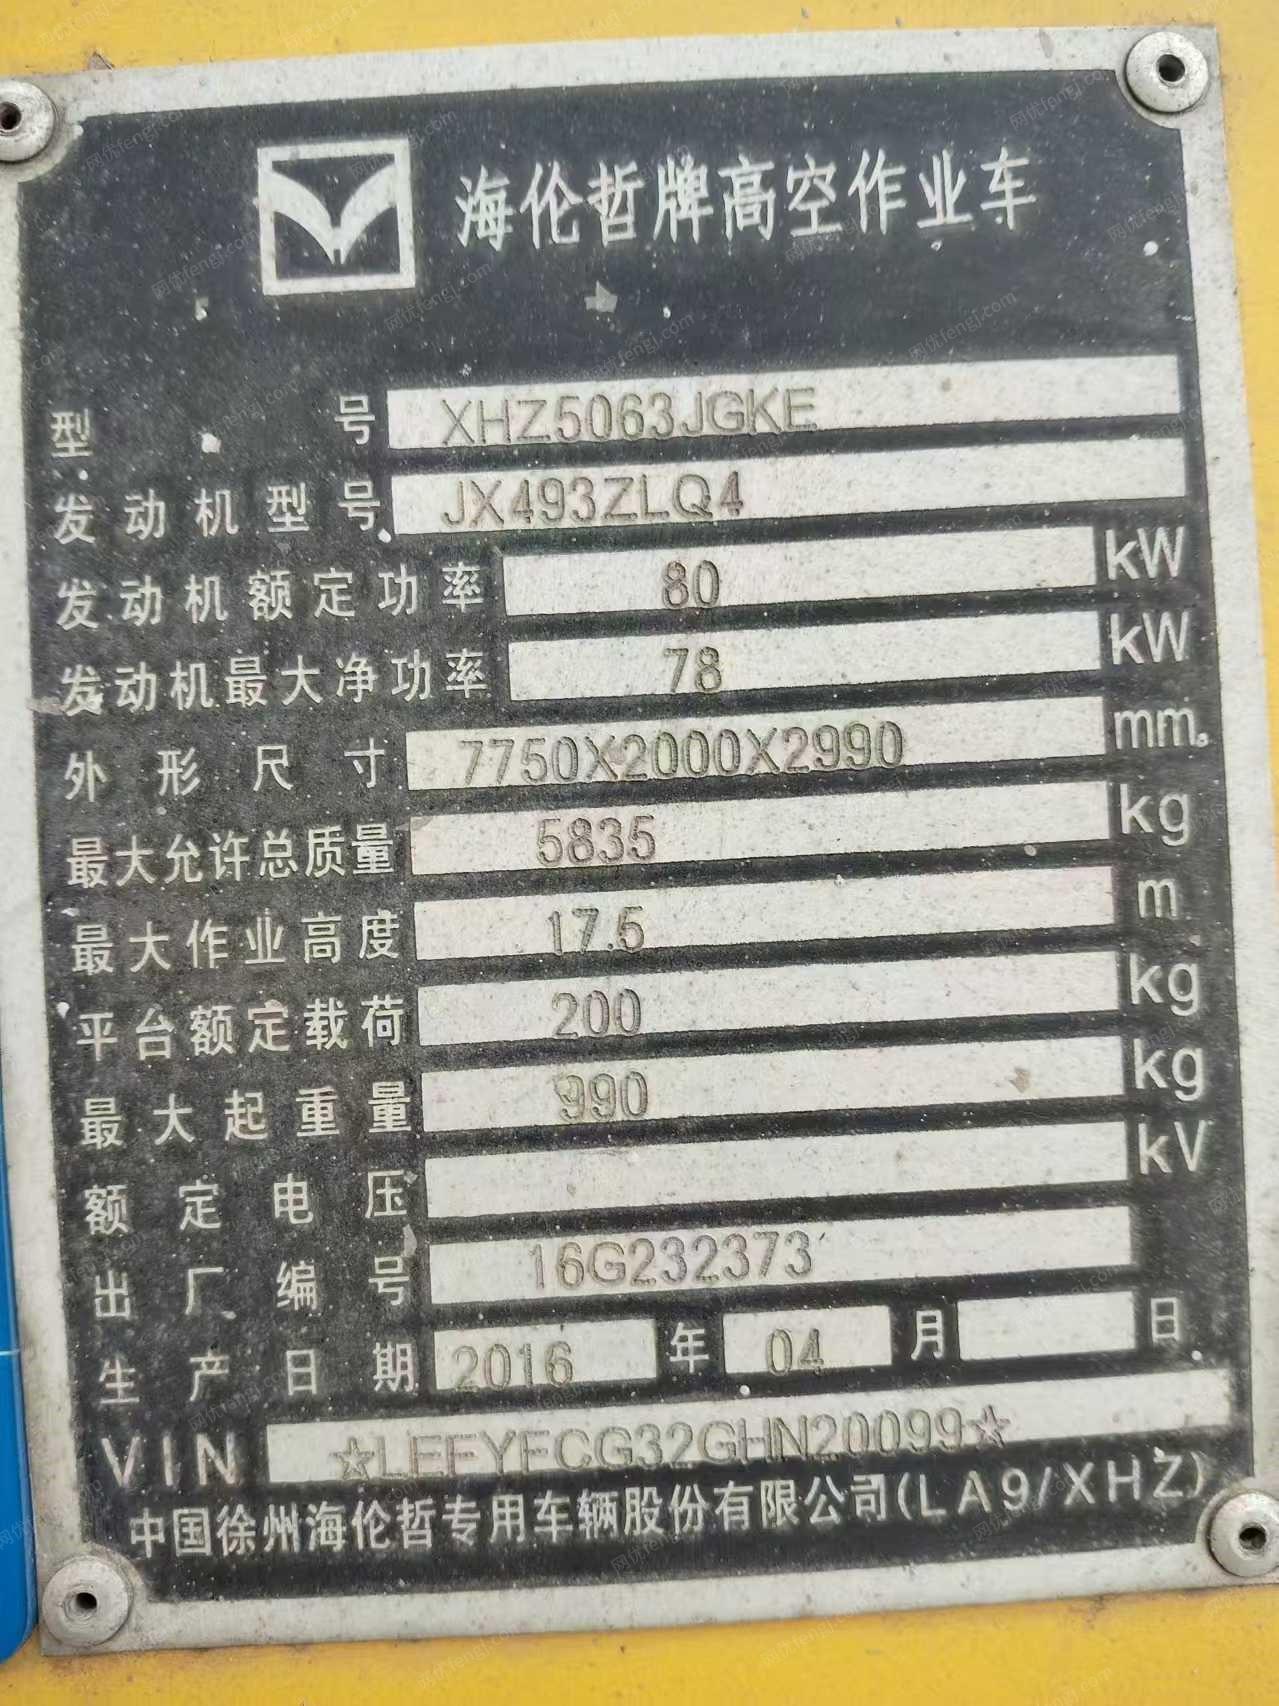 海伦哲牌高空作业车
型号 XHZ5063JGKE
发动机型号 JX493ZLQ4
发动机额定功率 80 kW
发动机最大净功率 78 kW
外形尺寸 7750X2000X2990 mm
最大允许总质量 5835 kg
最大作业高度 17.5 m
平台额定载荷 200 kg
最大起重量 990 kg
额定电压 kV
出厂编号 16G232373
生产日期 2016 年 04 月 日
VIN ☆LEFYFCG32GHN20099☆
中国徐州海伦哲专用车辆股份有限公司(LA9/XHZ)